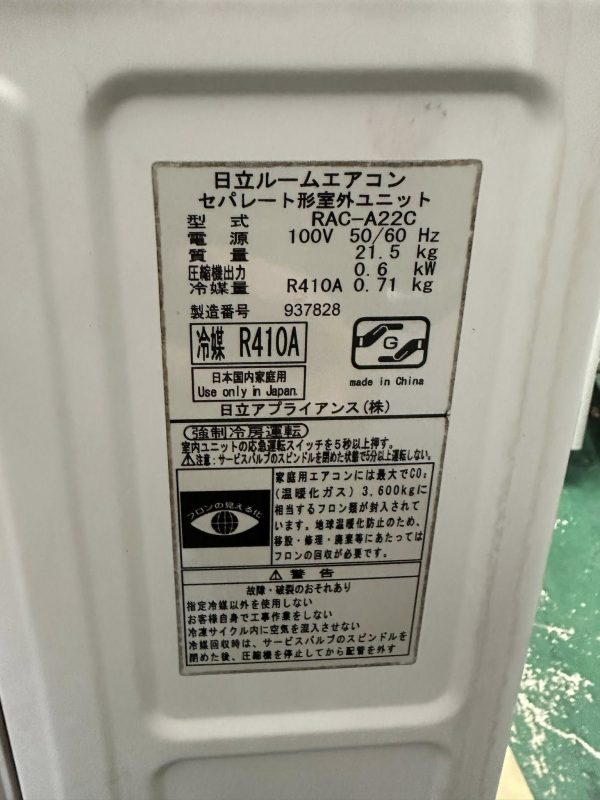 日立ルームエアコン
セパレート形室外ユニット
型式 RAC-A22C
電源 100V 50/60 Hz
質量 21.5 kg
圧縮機出力 0.6 kW
冷媒量 R410A 0.71 kg
製造番号 937828
冷媒 R410A
G
日本国内家庭用
Use only in Japan.
made in China
日立アプライアンス(株)
強制冷房運転
室内ユニットの応急運転スイッチを5秒以上押す。
⚠注意:サービスバルブのスピンドルを閉めた状態で5分以上運転しない。
フロンの見える化
家庭用エアコンには最大でCO₂
(温暖化ガス) 3,600kgに
相当するフロン類が封入されて
います。地球温暖化防止のため、
移設・修理・廃棄等にあたっては
フロンの回収が必要です。
⚠警告
故障・破裂のおそれあり
指定冷媒以外を使用しない
お客様自身で工事作業をしない
冷凍サイクル内に空気を混入させない
冷媒回収時は、サービスバルブのスピンドルを
閉めた後、圧縮機を停止してから配管を外す